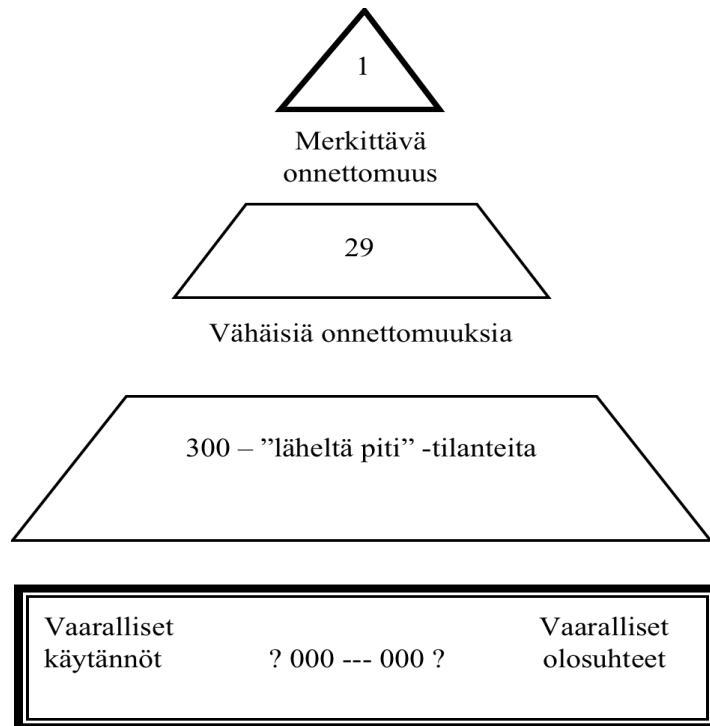 1
Merkittävä
onnettomuus
29
Vähäisiä onnettomuuksia
300 – ”läheltä piti” -tilanteita
Vaaralliset
käytännöt
? 000 --- 000 ?
Vaaralliset
olosuhteet